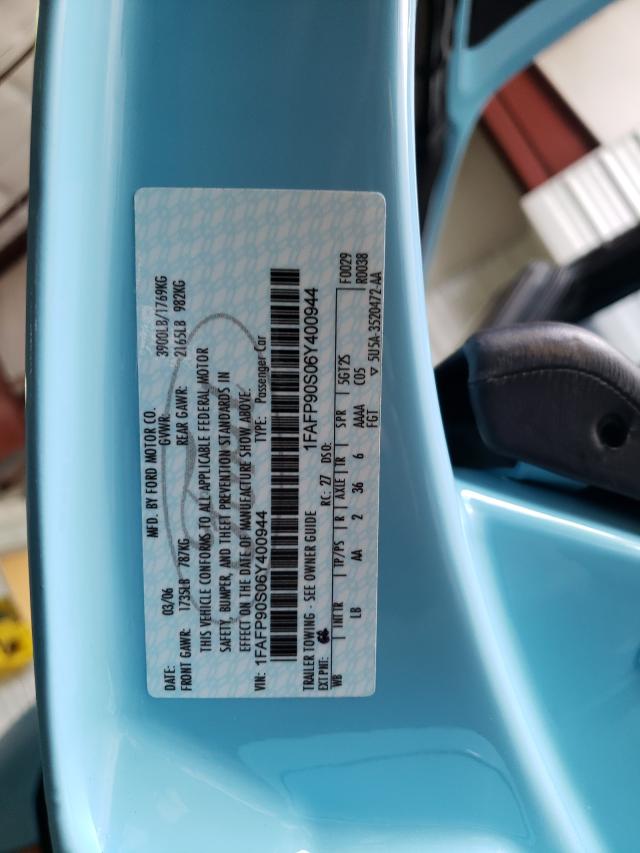 MFD. BY FORD MOTOR CO.
DATE: 03/06 GVWR: 3900LB/1769KG
FRONT GAWR: 1735LB 787KG REAR GAWR: 2165LB 982KG
THIS VEHICLE CONFORMS TO ALL APPLICABLE FEDERAL MOTOR
SAFETY, BUMPER, AND THEFT PREVENTION STANDARDS IN
EFFECT ON THE DATE OF MANUFACTURE SHOW ABOVE.
VIN: 1FAFP90S06Y400944 TYPE: Passenger Car
1FAFP90S06Y400944
TRAILER TOWING - SEE OWNER GUIDE
EXT PNT: RC: 27 DSO: F0029
WB INT TR TP/PS R AXLE TR SPR 5GT2S R0038
LB AA 2 36 6 AAAA C05
FGT ▽ 5U5A-3520472-AA